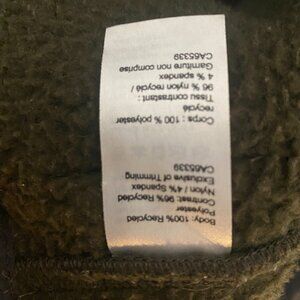 Body: 100% Recycled
Polyester
Contrast: 96% Recycled
Nylon / 4% Spandex
Exclusive of Trimming
CA65339
Corps : 100 % polyester
recyclé
Tissu contrastant :
96 % nylon recyclé /
4 % spandex
Garniture non comprise
CA65339